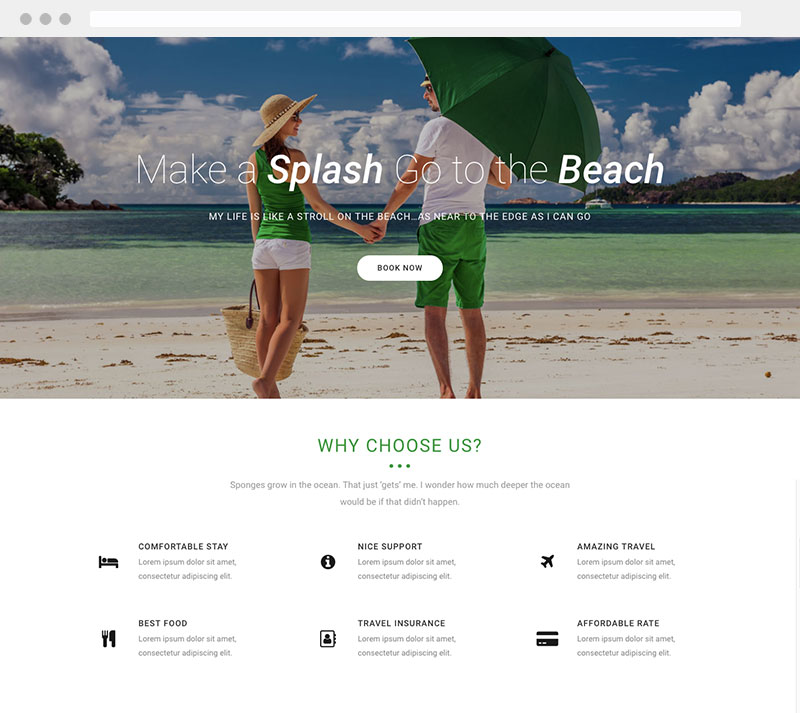 Make a Splash Go to the Beach
MY LIFE IS LIKE A STROLL ON THE BEACH...AS NEAR TO THE EDGE AS I CAN GO
BOOK NOW
WHY CHOOSE US?
Sponges grow in the ocean. That just 'gets' me. I wonder how much deeper the ocean
would be if that didn't happen.
COMFORTABLE STAY
Lorem ipsum dolor sit amet,
consectetur adipiscing elit.
NICE SUPPORT
Lorem ipsum dolor sit amet,
consectetur adipiscing elit.
AMAZING TRAVEL
Lorem ipsum dolor sit amet,
consectetur adipiscing elit.
BEST FOOD
Lorem ipsum dolor sit amet,
consectetur adipiscing elit.
TRAVEL INSURANCE
Lorem ipsum dolor sit amet,
consectetur adipiscing elit.
AFFORDABLE RATE
Lorem ipsum dolor sit amet,
consectetur adipiscing elit.